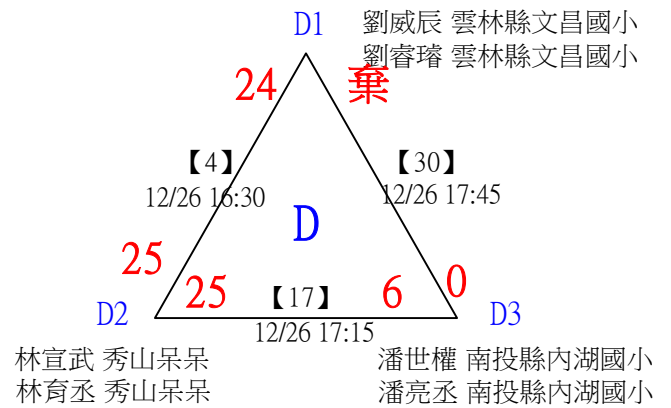 D1
劉威辰 雲林縣文昌國小
劉睿璿 雲林縣文昌國小
24
棄
【4】
12/26 16:30
【30】
12/26 17:45
D
25
25
【17】
6
0
D2
12/26 17:15
D3
林宣武 秀山呆呆
林育丞 秀山呆呆
潘世權 南投縣內湖國小
潘亮丞 南投縣內湖國小